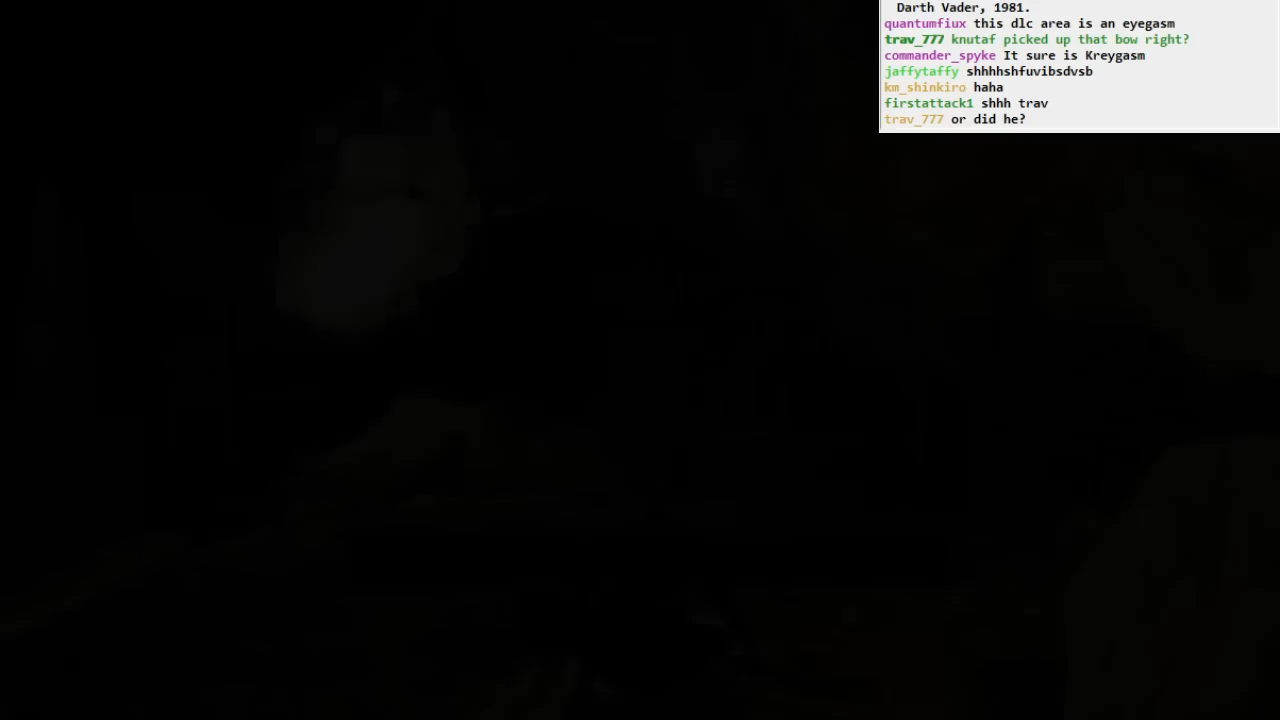 Darth Vader, 1981.
quantumfiux this dlc area is an eyegasm
trav_777 knutaf picked up that bow right?
commander_spyke It sure is Kreygasm
jaffytaffy shhhhshfuvibsdvsb
km_shinkiro haha
firstattack1 shhh trav
trav_777 or did he?